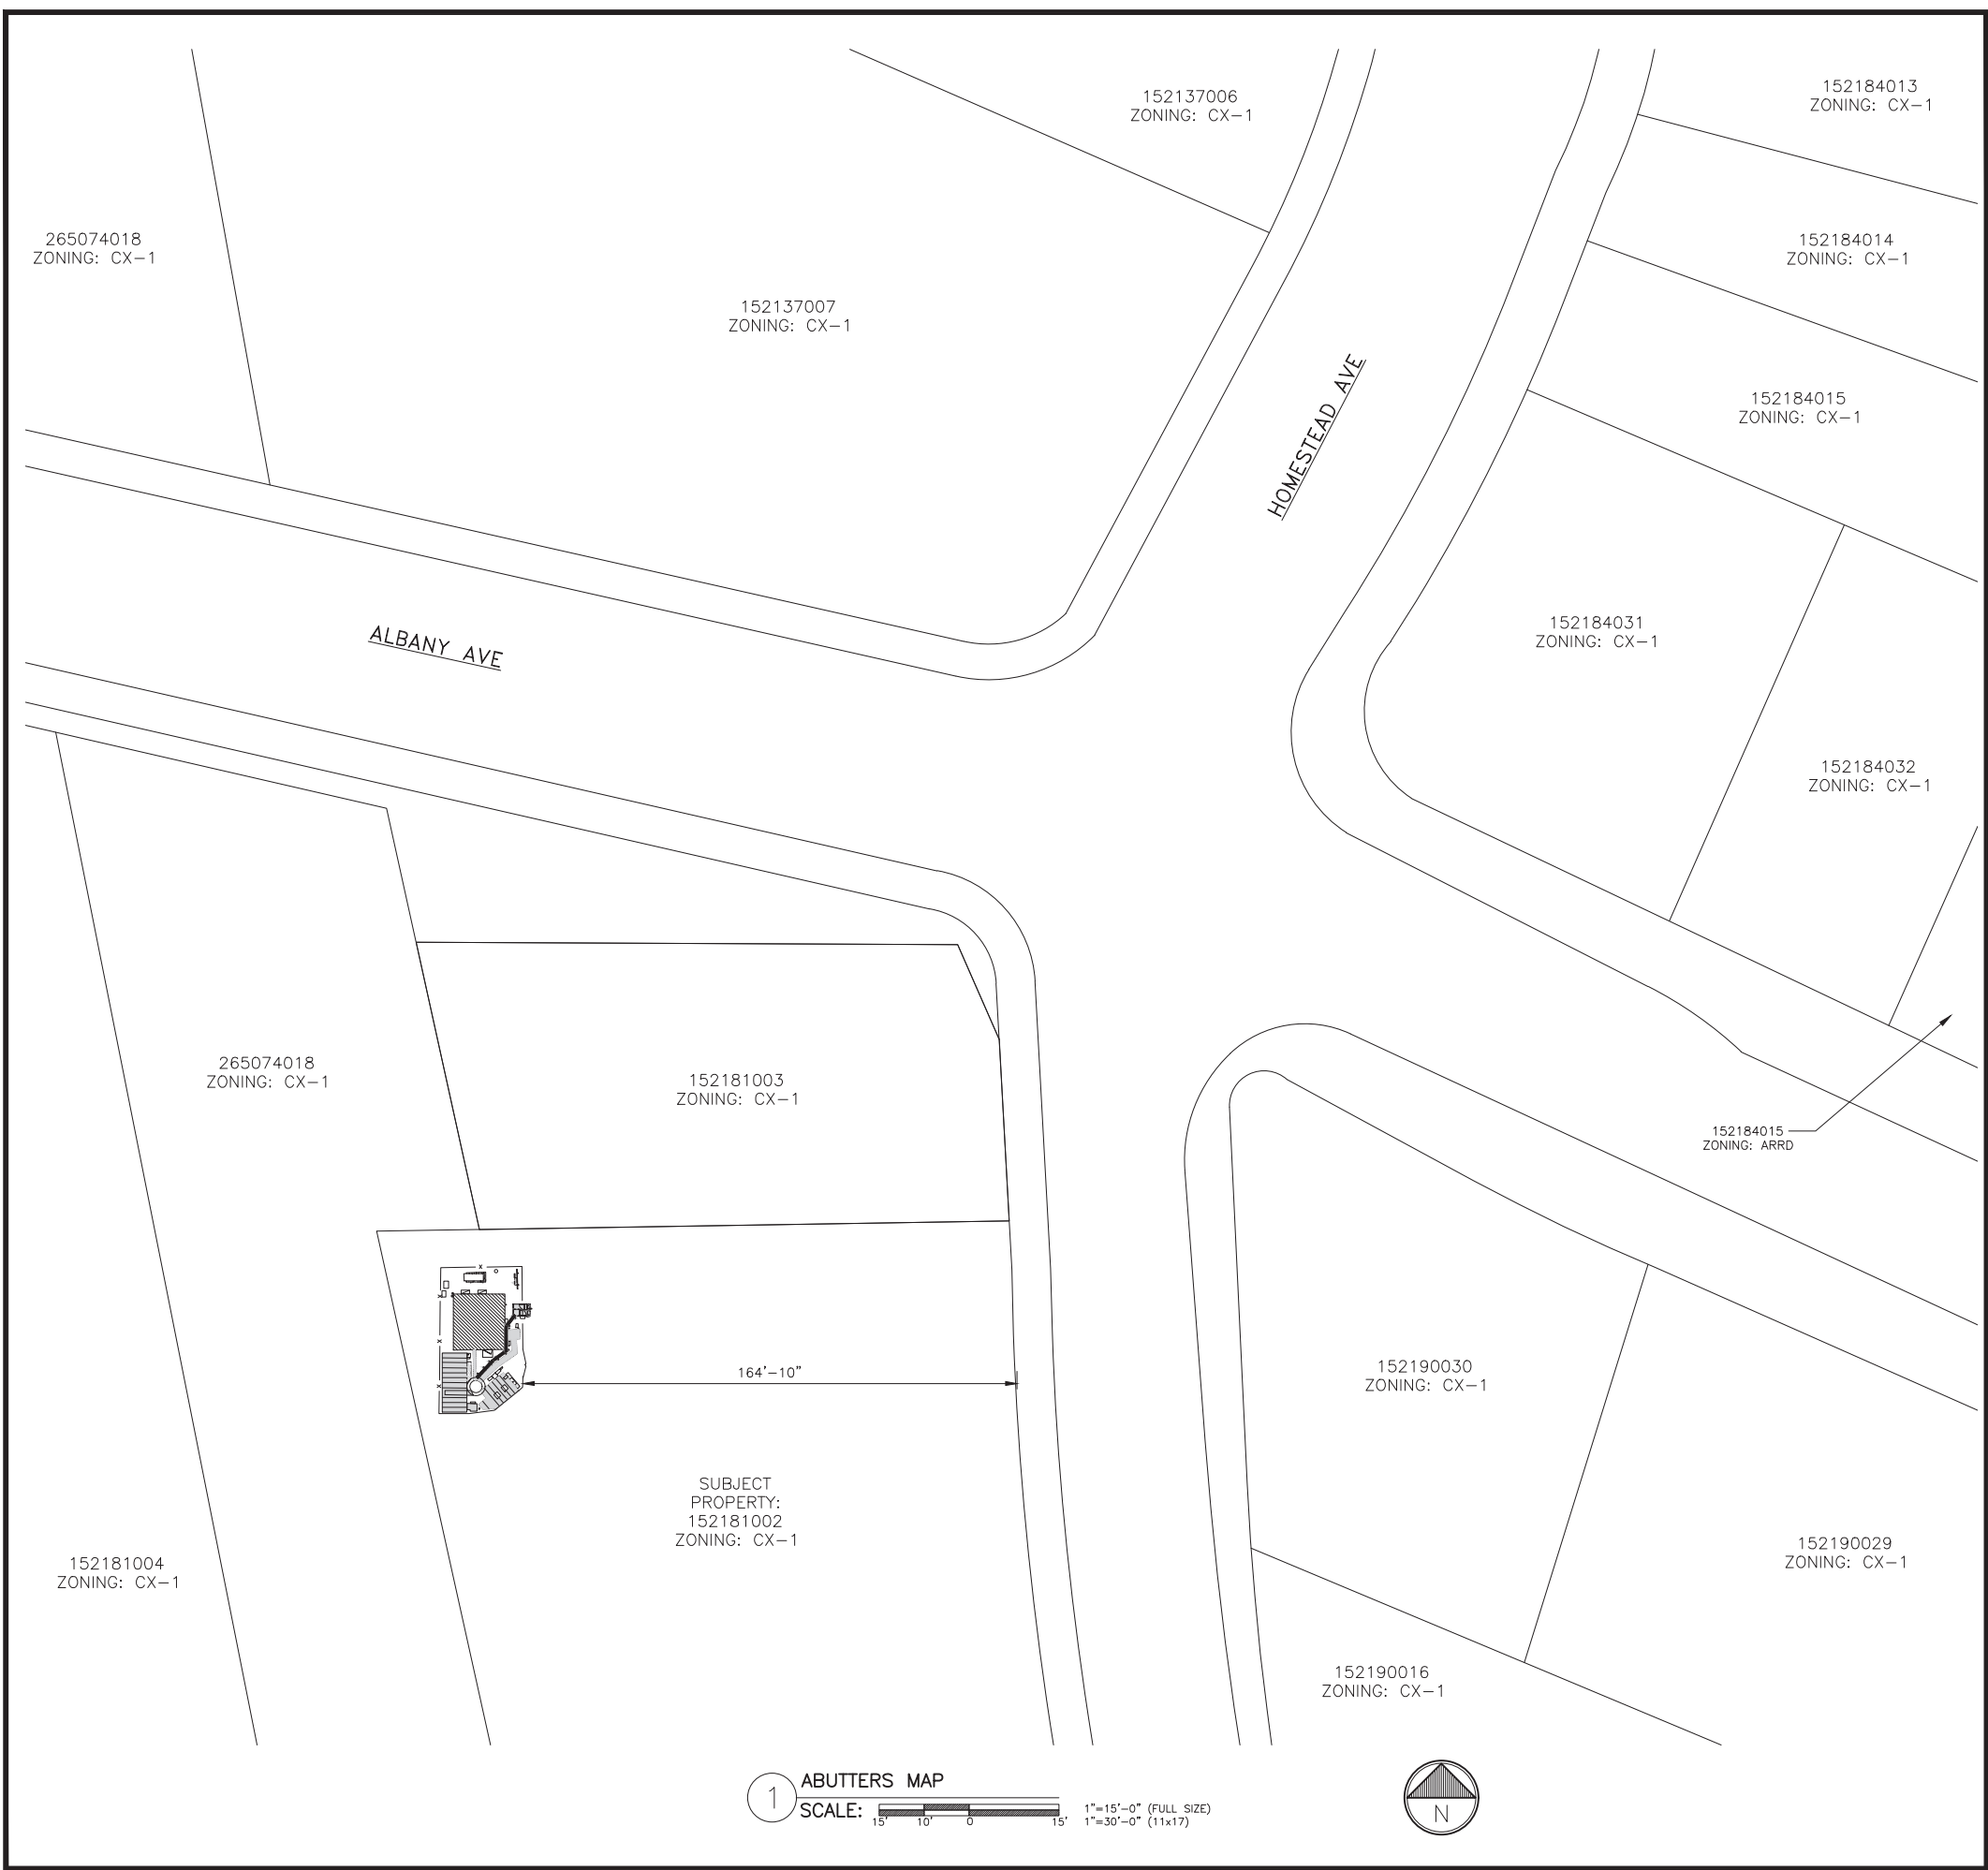 152137006
ZONING: CX-1
152184013
ZONING: CX-1
265074018
ZONING: CX-1
152184014
ZONING: CX-1
152137007
ZONING: CX-1
HOMESTEAD AVE
152184015
ZONING: CX-1
ALBANY AVE
152184031
ZONING: CX-1
152184032
ZONING: CX-1
265074018
ZONING: CX-1
152181003
ZONING: CX-1
152184015
ZONING: ARRD
164'-10"
152190030
ZONING: CX-1
SUBJECT
PROPERTY:
152181002
ZONING: CX-1
152181004
ZONING: CX-1
152190029
ZONING: CX-1
152190016
ZONING: CX-1
1
ABUTTERS MAP
SCALE:
15' 10' 0 15'
1"=15'-0" (FULL SIZE)
1"=30'-0" (11x17)
N